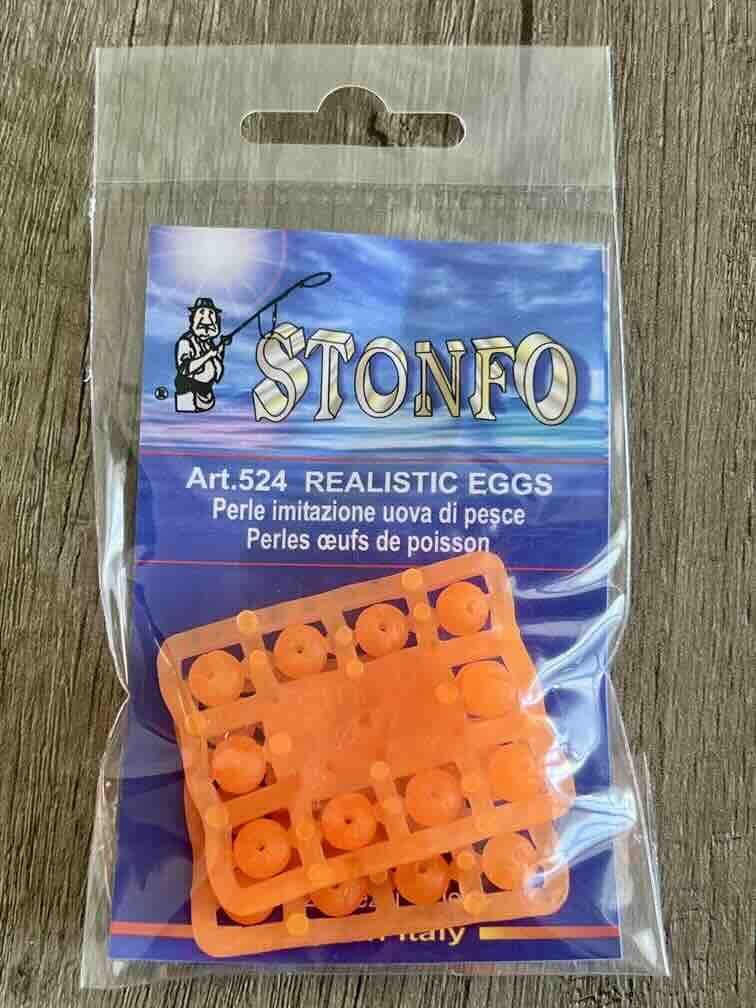 ®
STONFO
Art.524 REALISTIC EGGS
Perle imitazione uova di pesce
Perles œufs de poisson
Italy